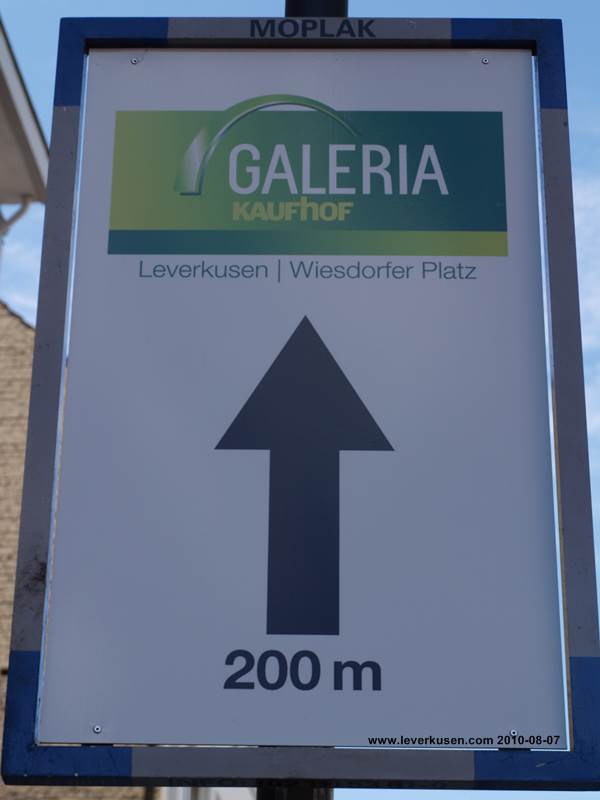 MOPLAK
GALERIA
KAUFhOF
Leverkusen | Wiesdorfer Platz
200 m
www.leverkusen.com 2010-08-07